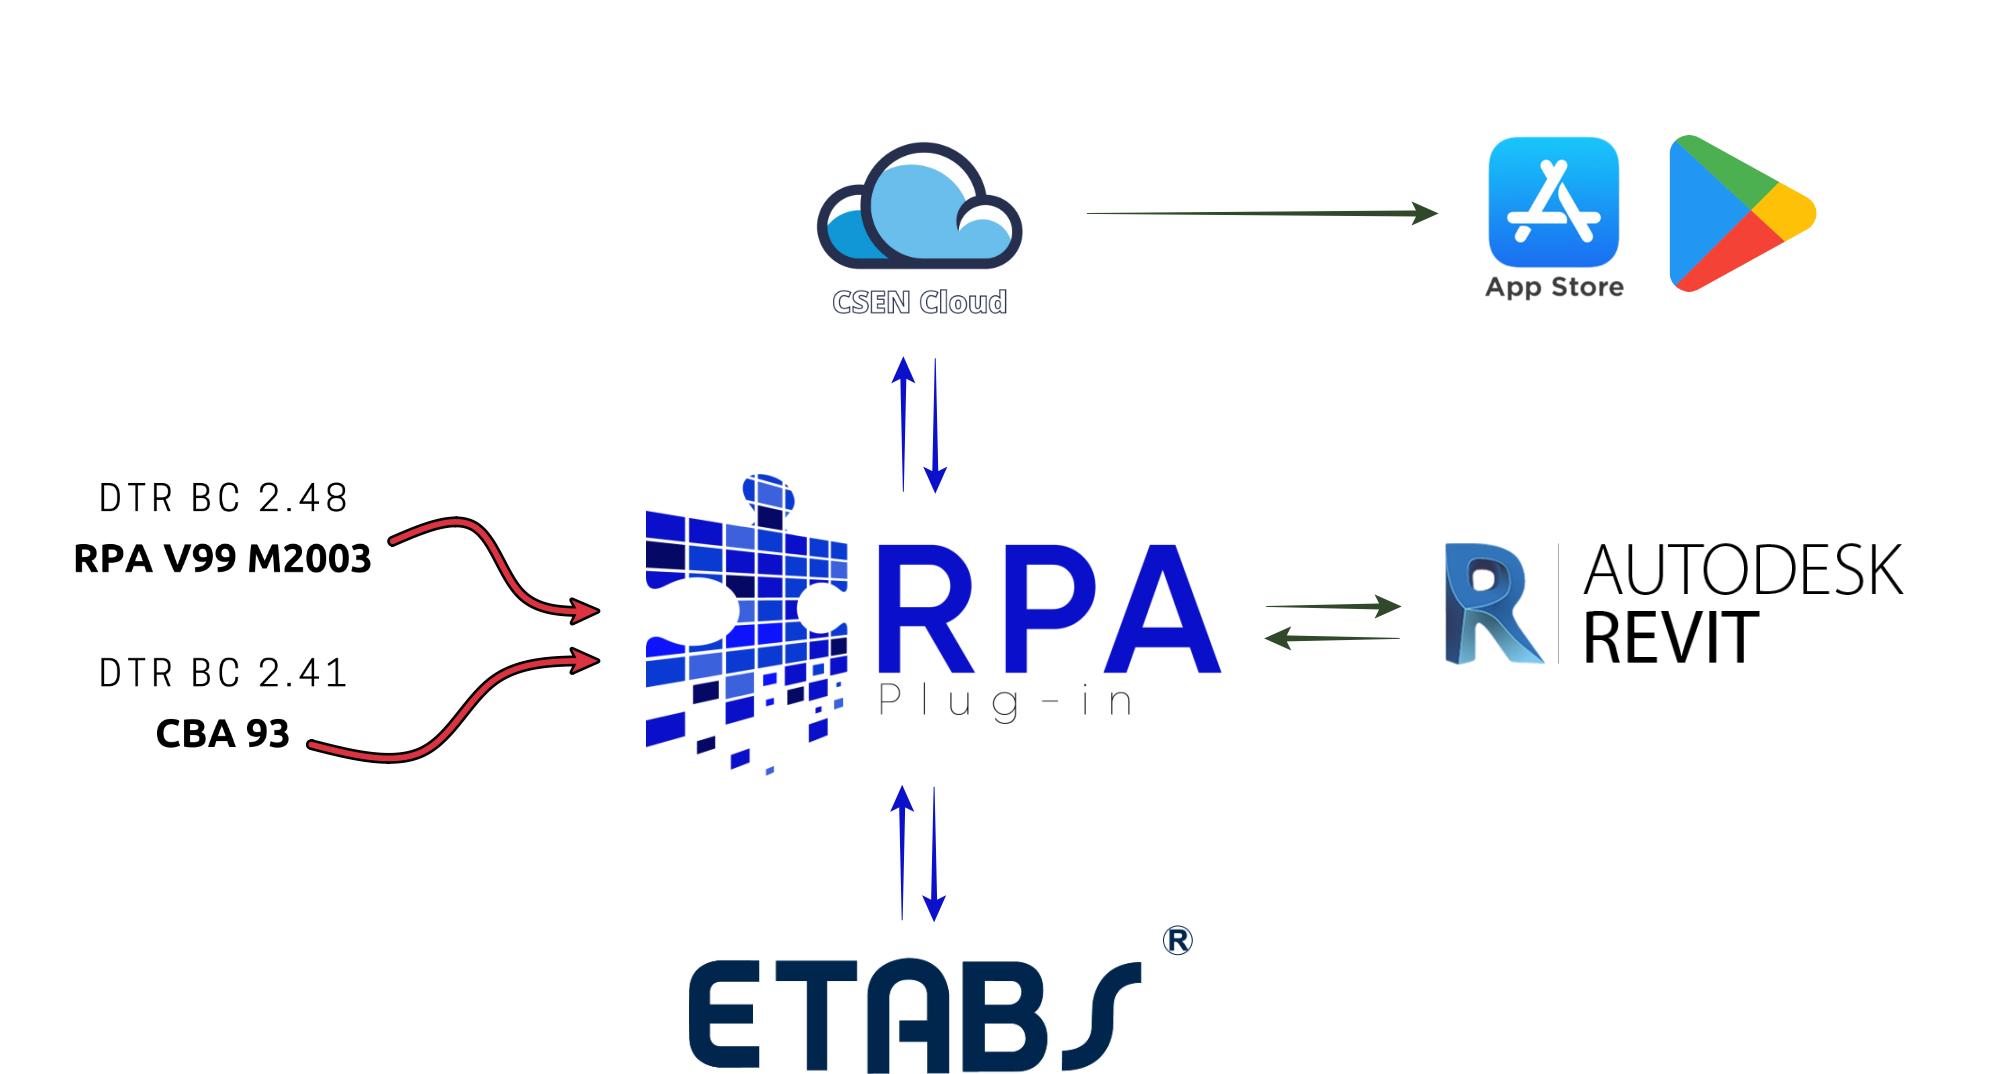 CSEN Cloud
App Store
DTR BC 2.48
RPA V99 M2003
DTR BC 2.41
CBA 93
RPA
Plug-in
AUTODESK
REVIT
ETABS®